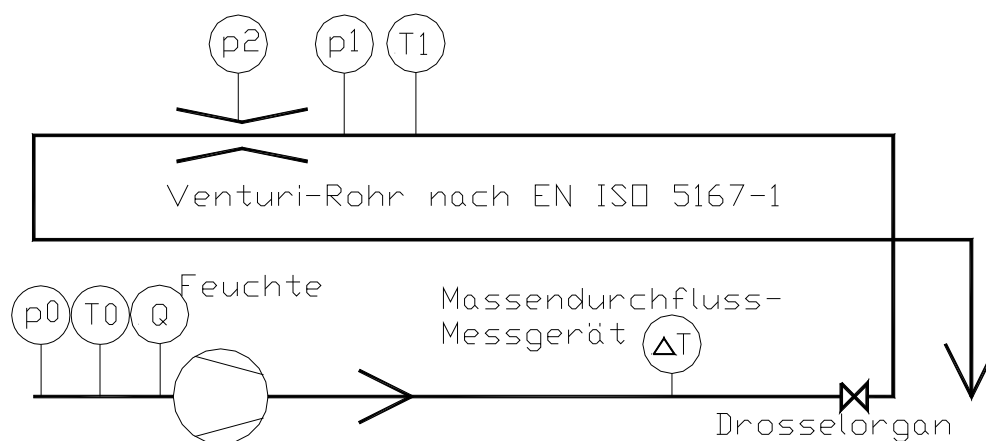 p2 p1 T1
Venturi-Rohr nach EN ISO 5167-1
Feuchte
p0 T0 Q
Massendurchfluss-
Messgerät
ΔT
Drosselorgan